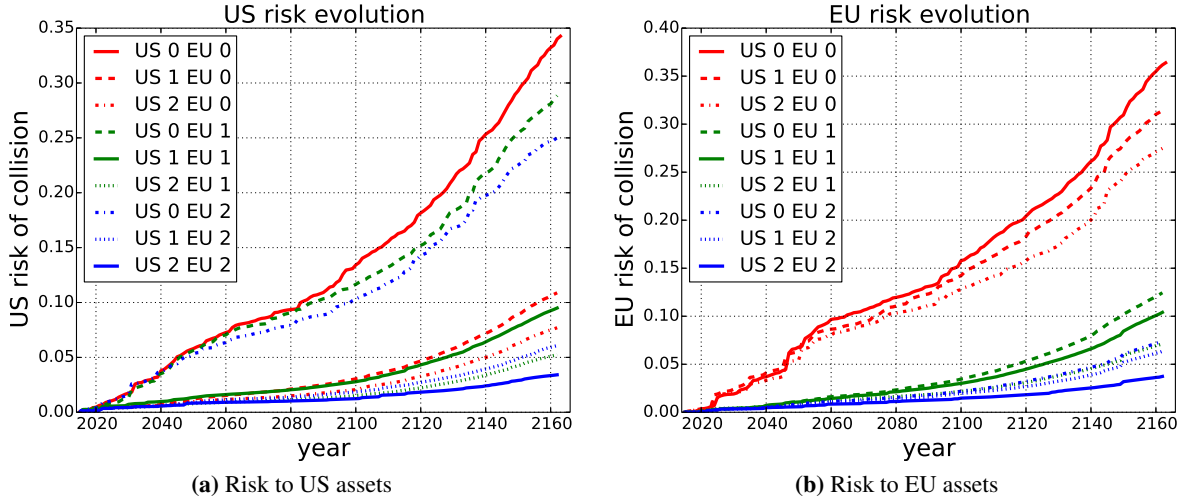 US risk evolution
0.35
0.30
0.25
0.20
0.15
0.10
0.05
0.00
US risk of collision
US 0 EU 0
US 1 EU 0
US 2 EU 0
US 0 EU 1
US 1 EU 1
US 2 EU 1
US 0 EU 2
US 1 EU 2
US 2 EU 2
2020 2040 2060 2080 2100 2120 2140 2160
year
(a) Risk to US assets
EU risk evolution
0.40
0.35
0.30
0.25
0.20
0.15
0.10
0.05
0.00
EU risk of collision
US 0 EU 0
US 1 EU 0
US 2 EU 0
US 0 EU 1
US 1 EU 1
US 2 EU 1
US 0 EU 2
US 1 EU 2
US 2 EU 2
2020 2040 2060 2080 2100 2120 2140 2160
year
(b) Risk to EU assets